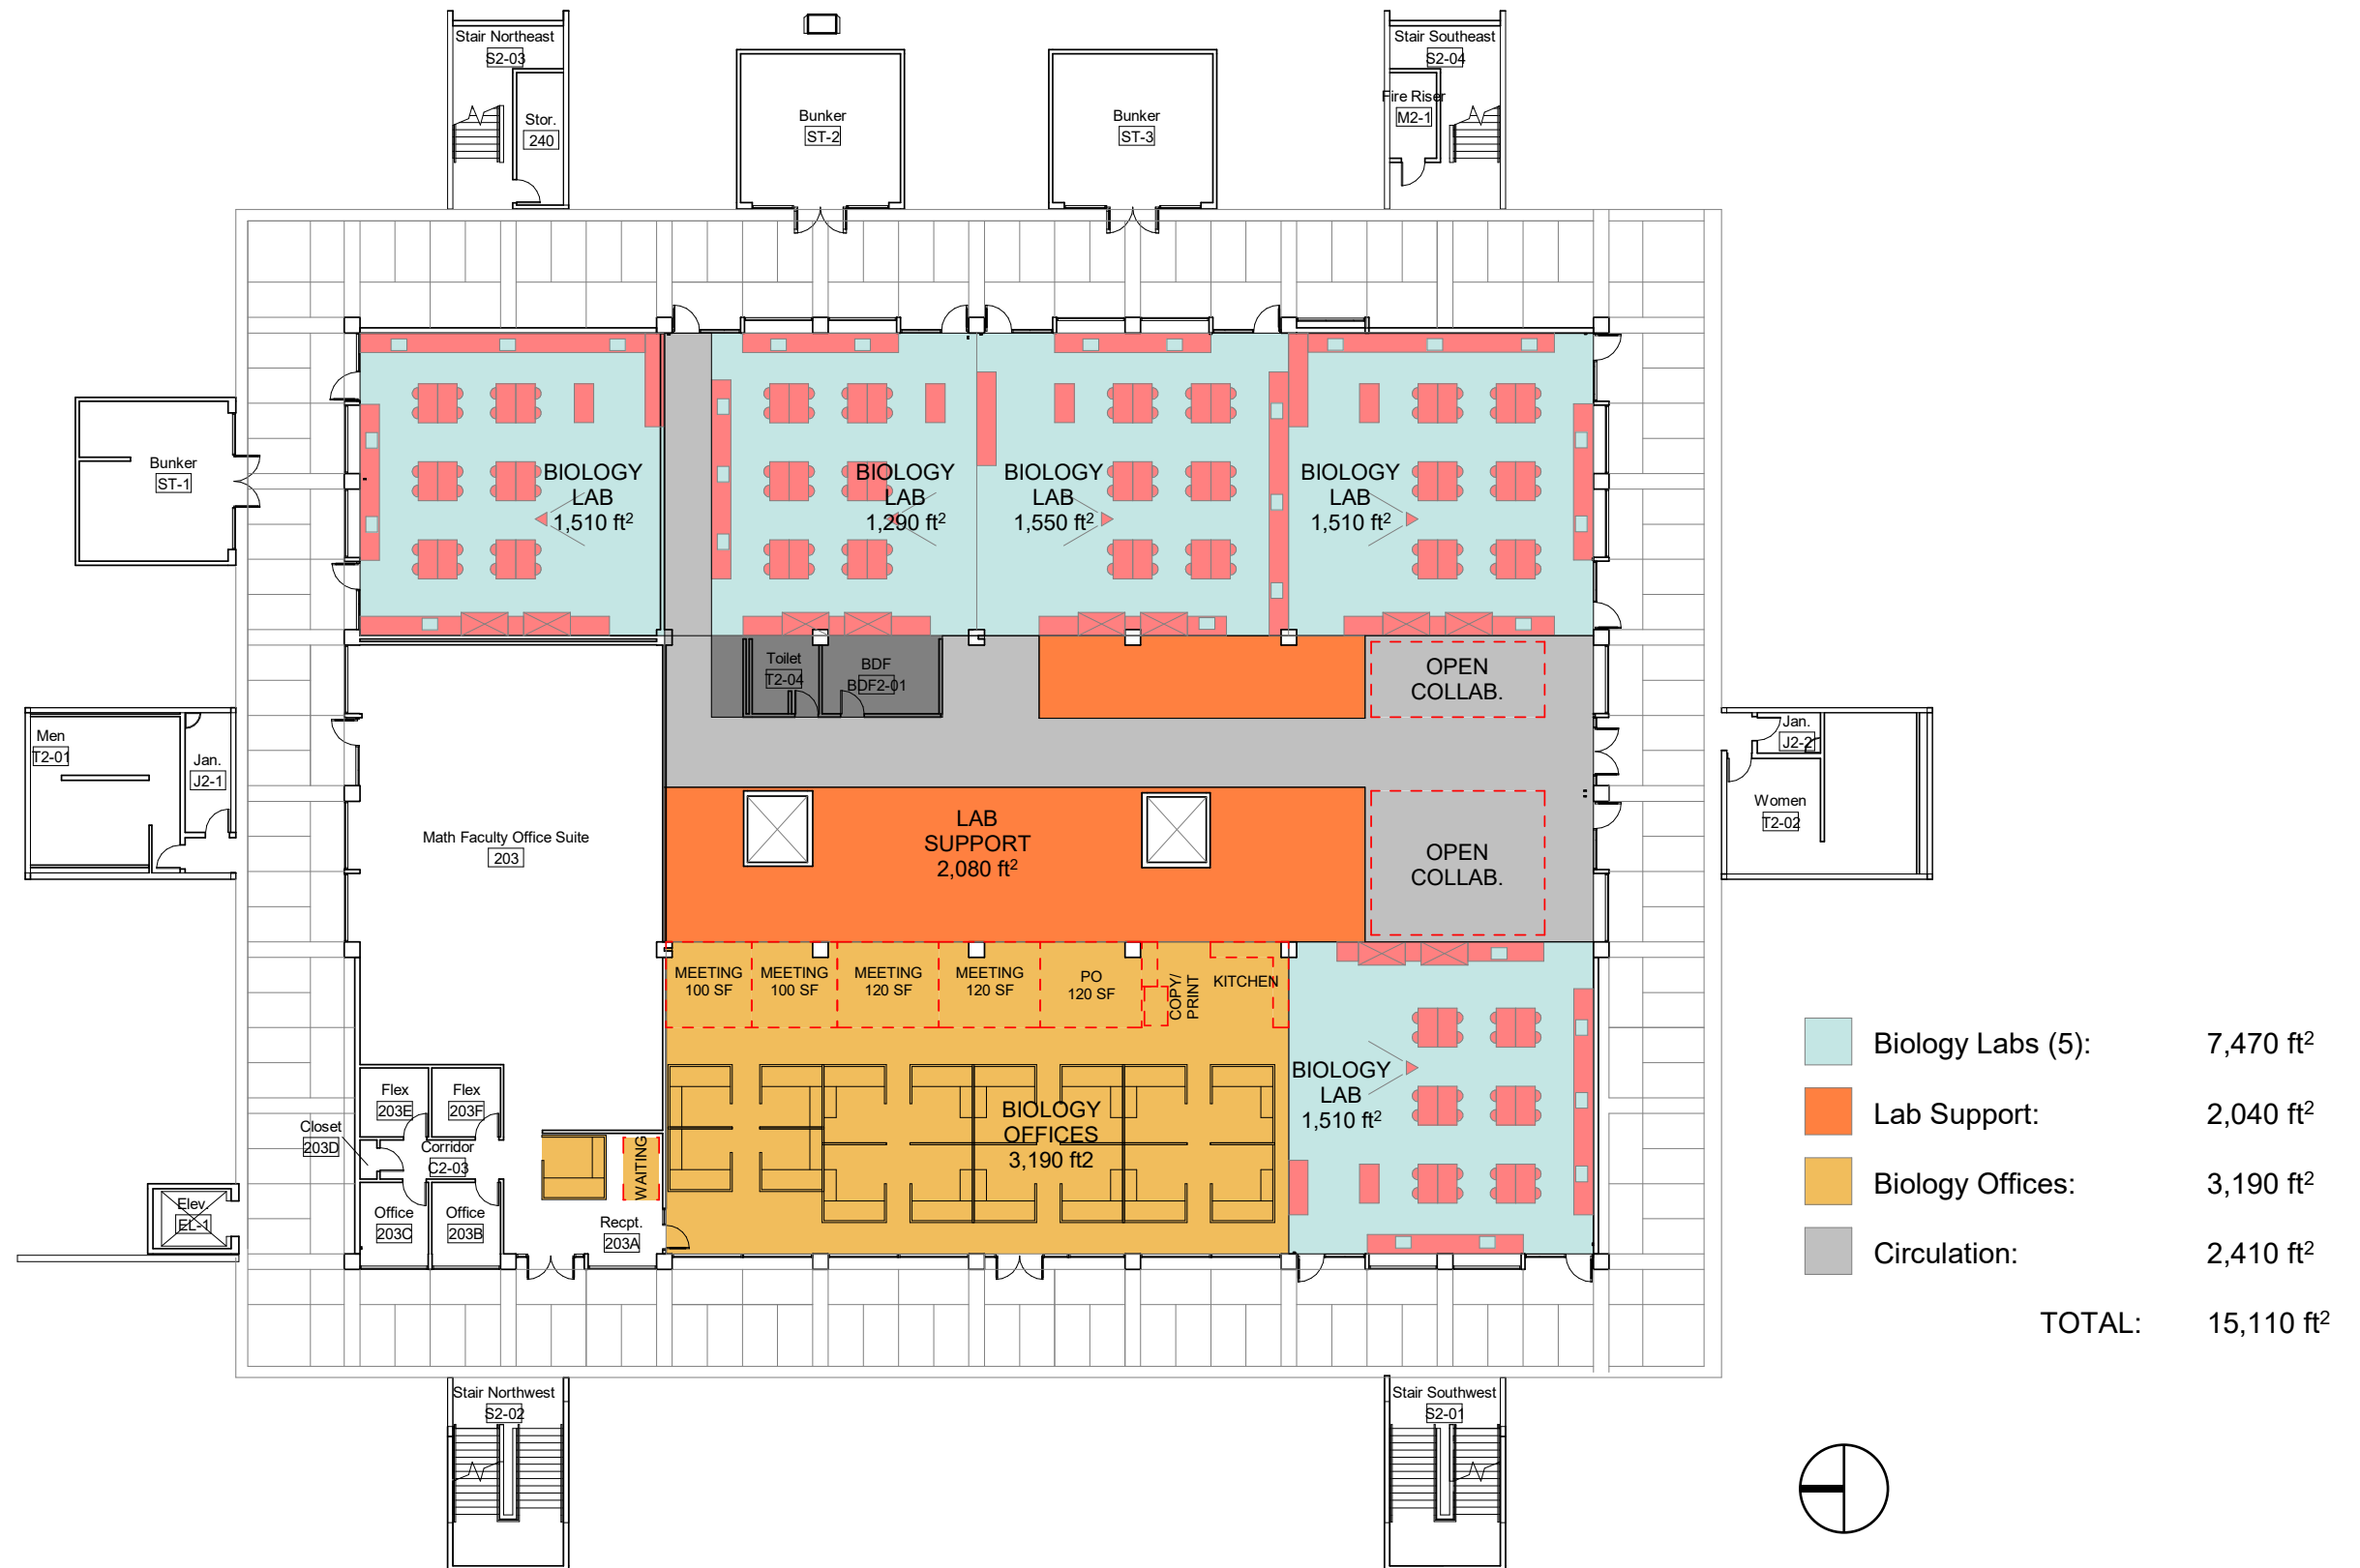 Stair Northeast
S2-03
Stor.
240
Bunker
ST-2
Bunker
ST-3
Stair Southeast
S2-04
Fire Riser
M2-1
Bunker
ST-1
BIOLOGY
LAB
1,510 ft²
BIOLOGY
LAB
1,290 ft²
BIOLOGY
LAB
1,550 ft²
BIOLOGY
LAB
1,510 ft²
Toilet
T2-04
BDF
BDF2-01
OPEN
COLLAB.
Men
T2-01
Jan.
J2-1
Jan.
J2-2
Women
T2-02
Math Faculty Office Suite
203
LAB
SUPPORT
2,080 ft²
OPEN
COLLAB.
MEETING
100 SF
MEETING
100 SF
MEETING
120 SF
MEETING
120 SF
PO
120 SF
COPY/
PRINT
KITCHEN
Flex
203E
Flex
203F
Closet
203D
Corridor
C2-03
WAITING
BIOLOGY
OFFICES
3,190 ft2
BIOLOGY
LAB
1,510 ft²
Elev.
EL-1
Office
203C
Office
203B
Recpt.
203A
Biology Labs (5): 7,470 ft²
Lab Support: 2,040 ft²
Biology Offices: 3,190 ft²
Circulation: 2,410 ft²
TOTAL: 15,110 ft²
Stair Northwest
S2-02
Stair Southwest
S2-01